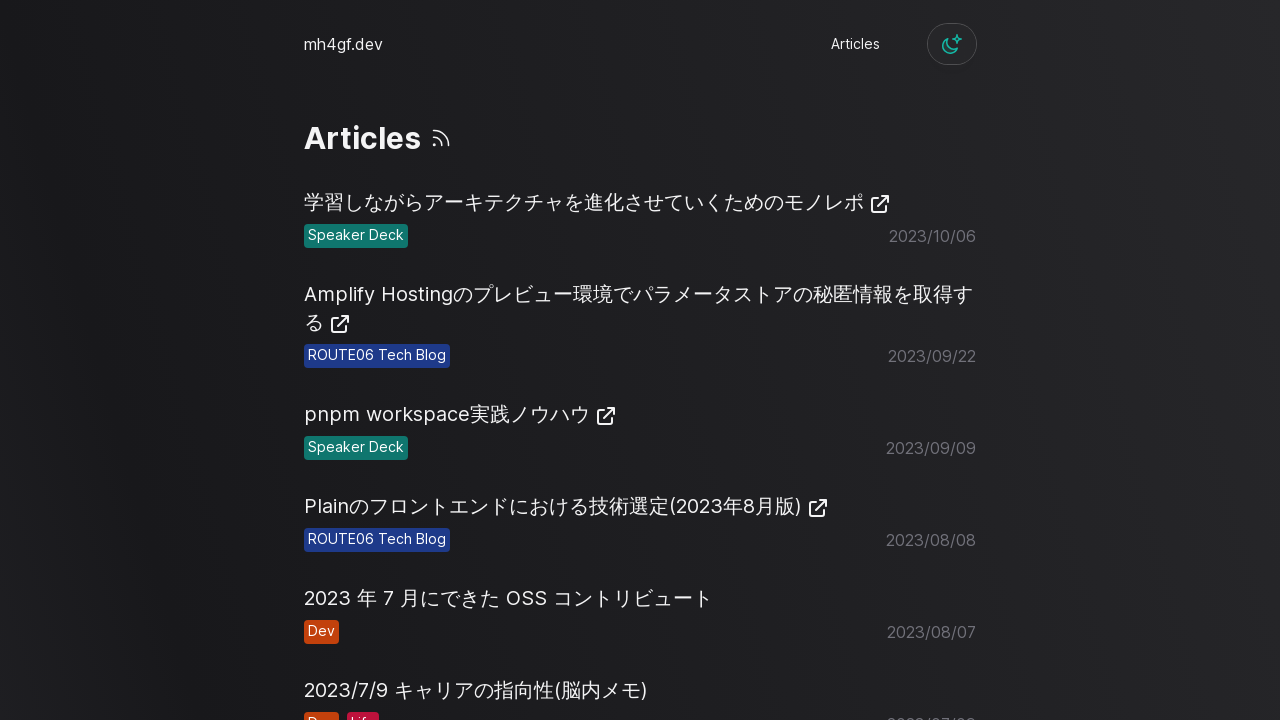 mh4gf.dev
Articles
Articles
学習しながらアーキテクチャを進化させていくためのモノレポ
Speaker Deck
2023/10/06
Amplify Hostingのプレビュー環境でパラメータストアの秘匿情報を取得す
る
ROUTE06 Tech Blog
2023/09/22
pnpm workspace実践ノウハウ
Speaker Deck
2023/09/09
Plainのフロントエンドにおける技術選定(2023年8月版)
ROUTE06 Tech Blog
2023/08/08
2023 年 7 月にできた OSS コントリビュート
Dev
2023/08/07
2023/7/9 キャリアの指向性(脳内メモ)
Dev
Life